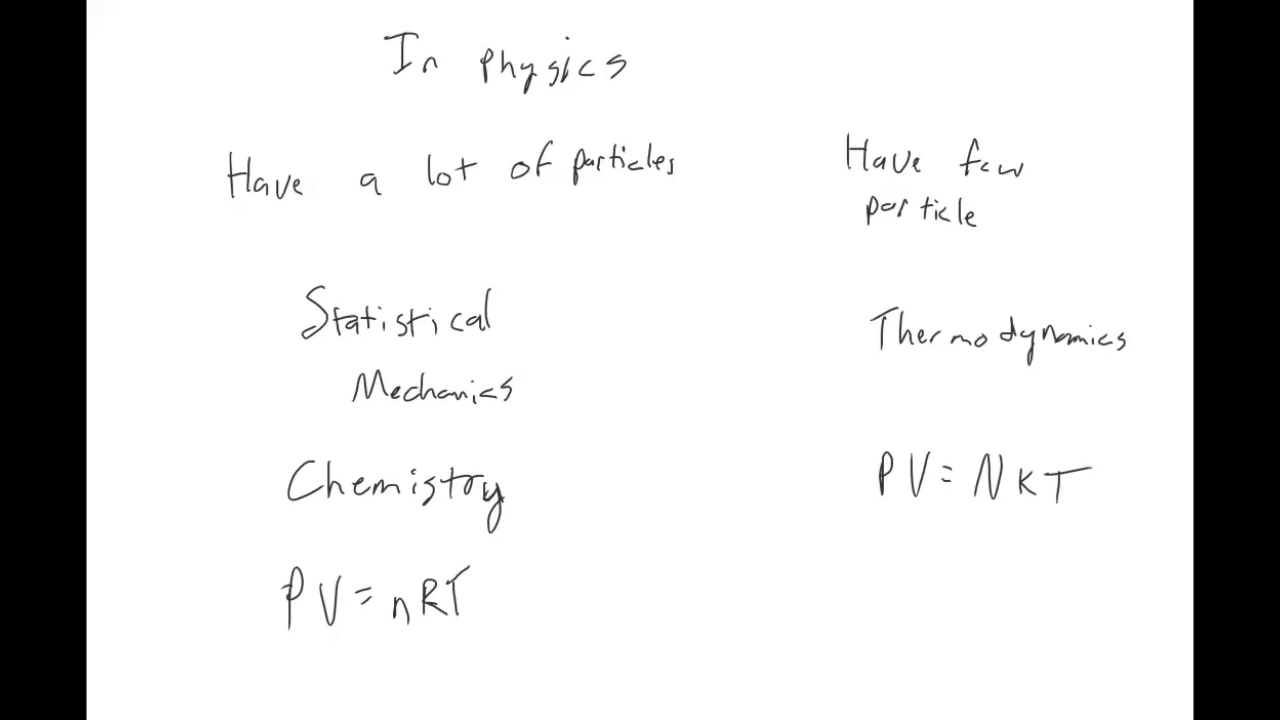 In physics
Have a lot of particles
Have few
particle
Statistical
Mechanics
Thermodynamics
Chemistry
PV = NKT
PV = nRT